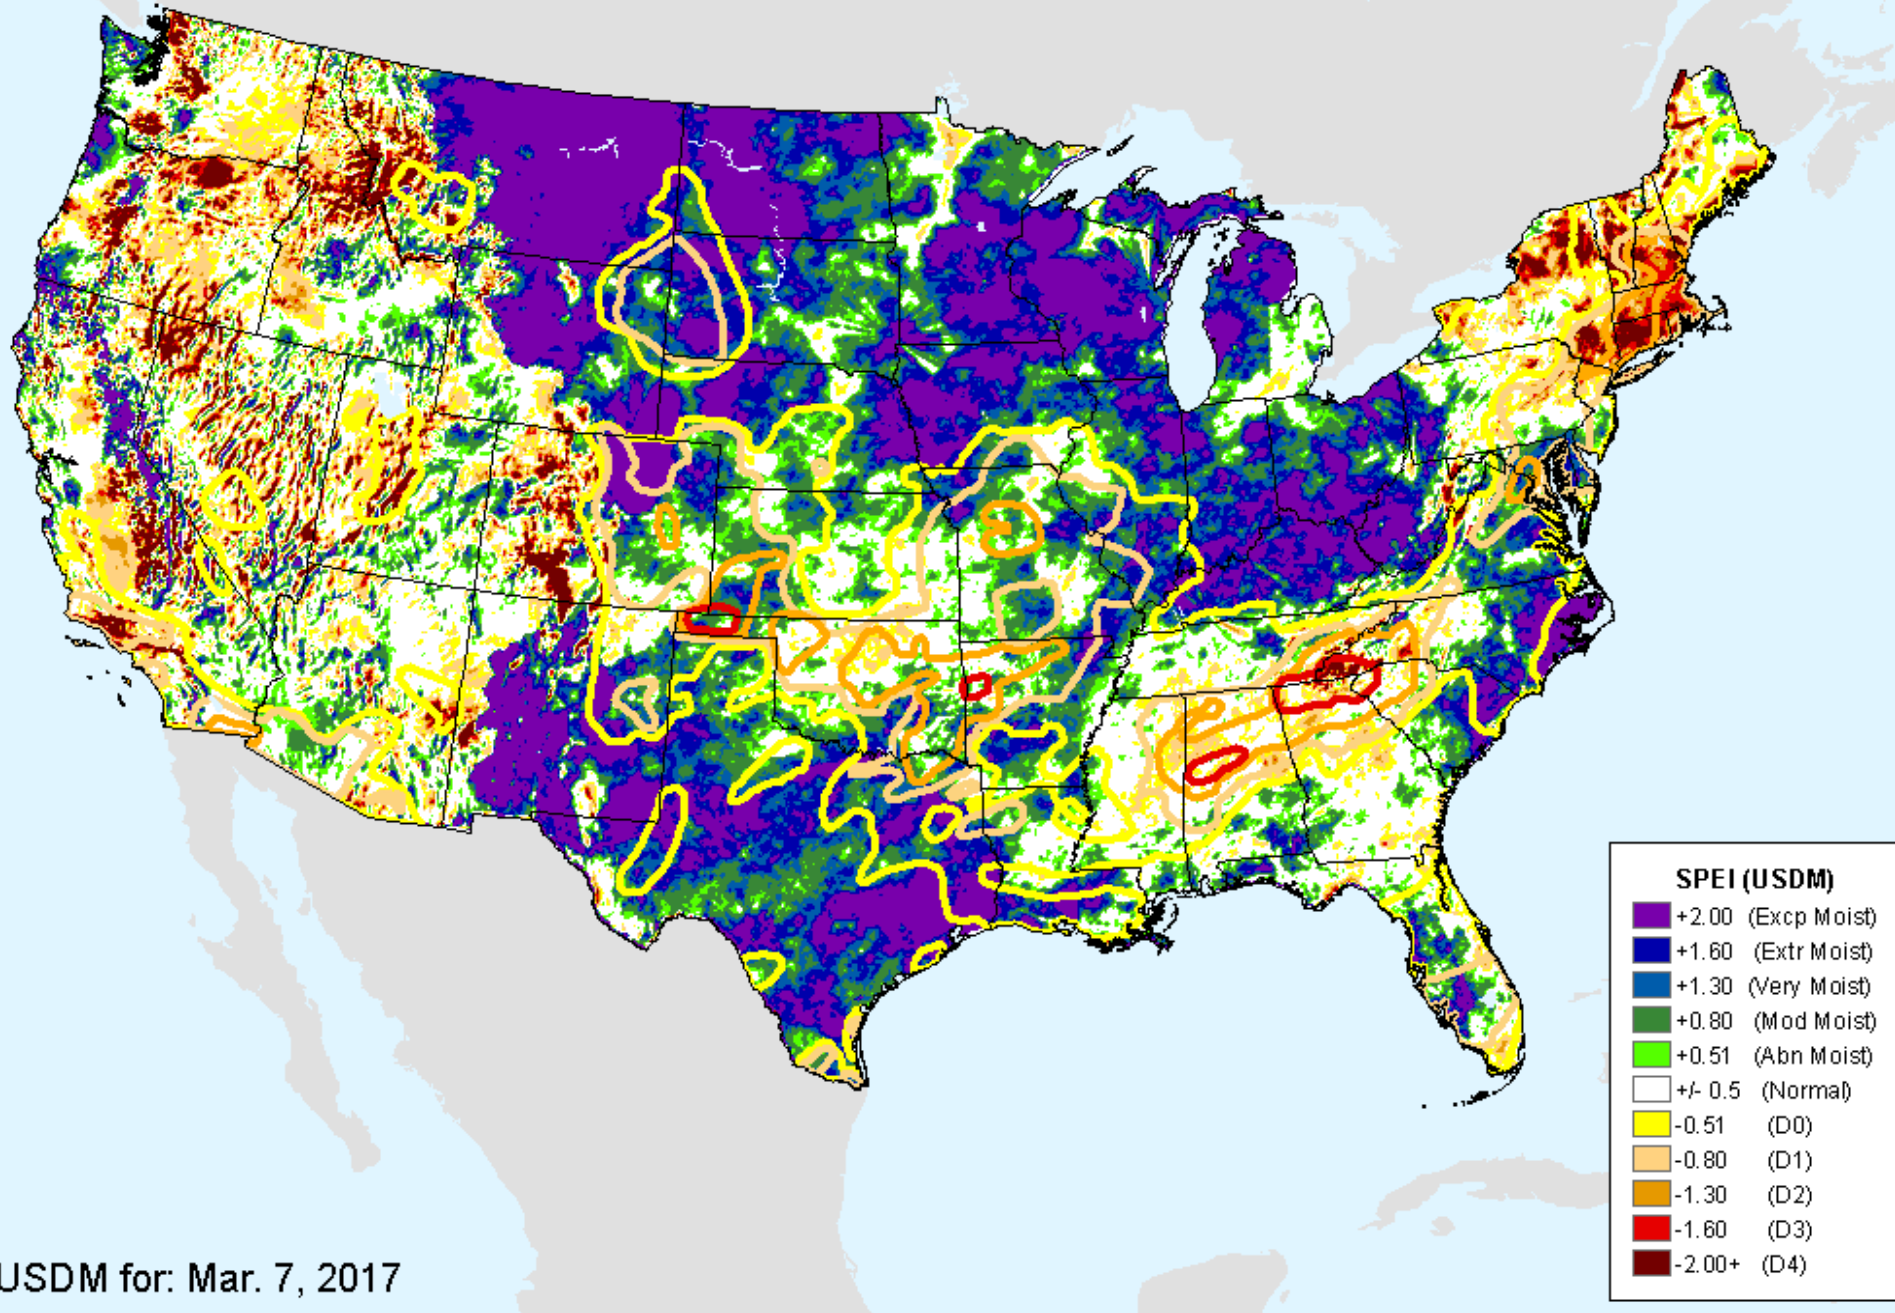 SPEI (USDM)
+2.00 (Excp Moist)
+1.60 (Extr Moist)
+1.30 (Very Moist)
+0.80 (Mod Moist)
+0.51 (Abn Moist)
+/- 0.5 (Normal)
-0.51 (D0)
-0.80 (D1)
-1.30 (D2)
-1.60 (D3)
-2.00+ (D4)
USDM for: Mar. 7, 2017